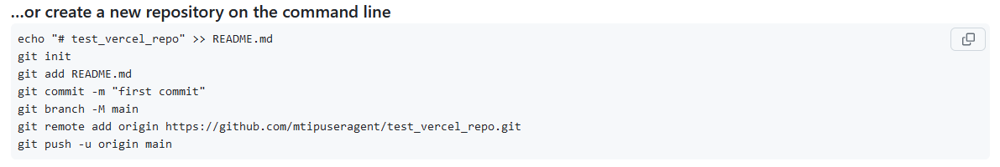 ...or create a new repository on the command line
echo "# test_vercel_repo" >> README.md
git init
git add README.md
git commit -m "first commit"
git branch -M main
git remote add origin https://github.com/mtipuseragent/test_vercel_repo.git
git push -u origin main